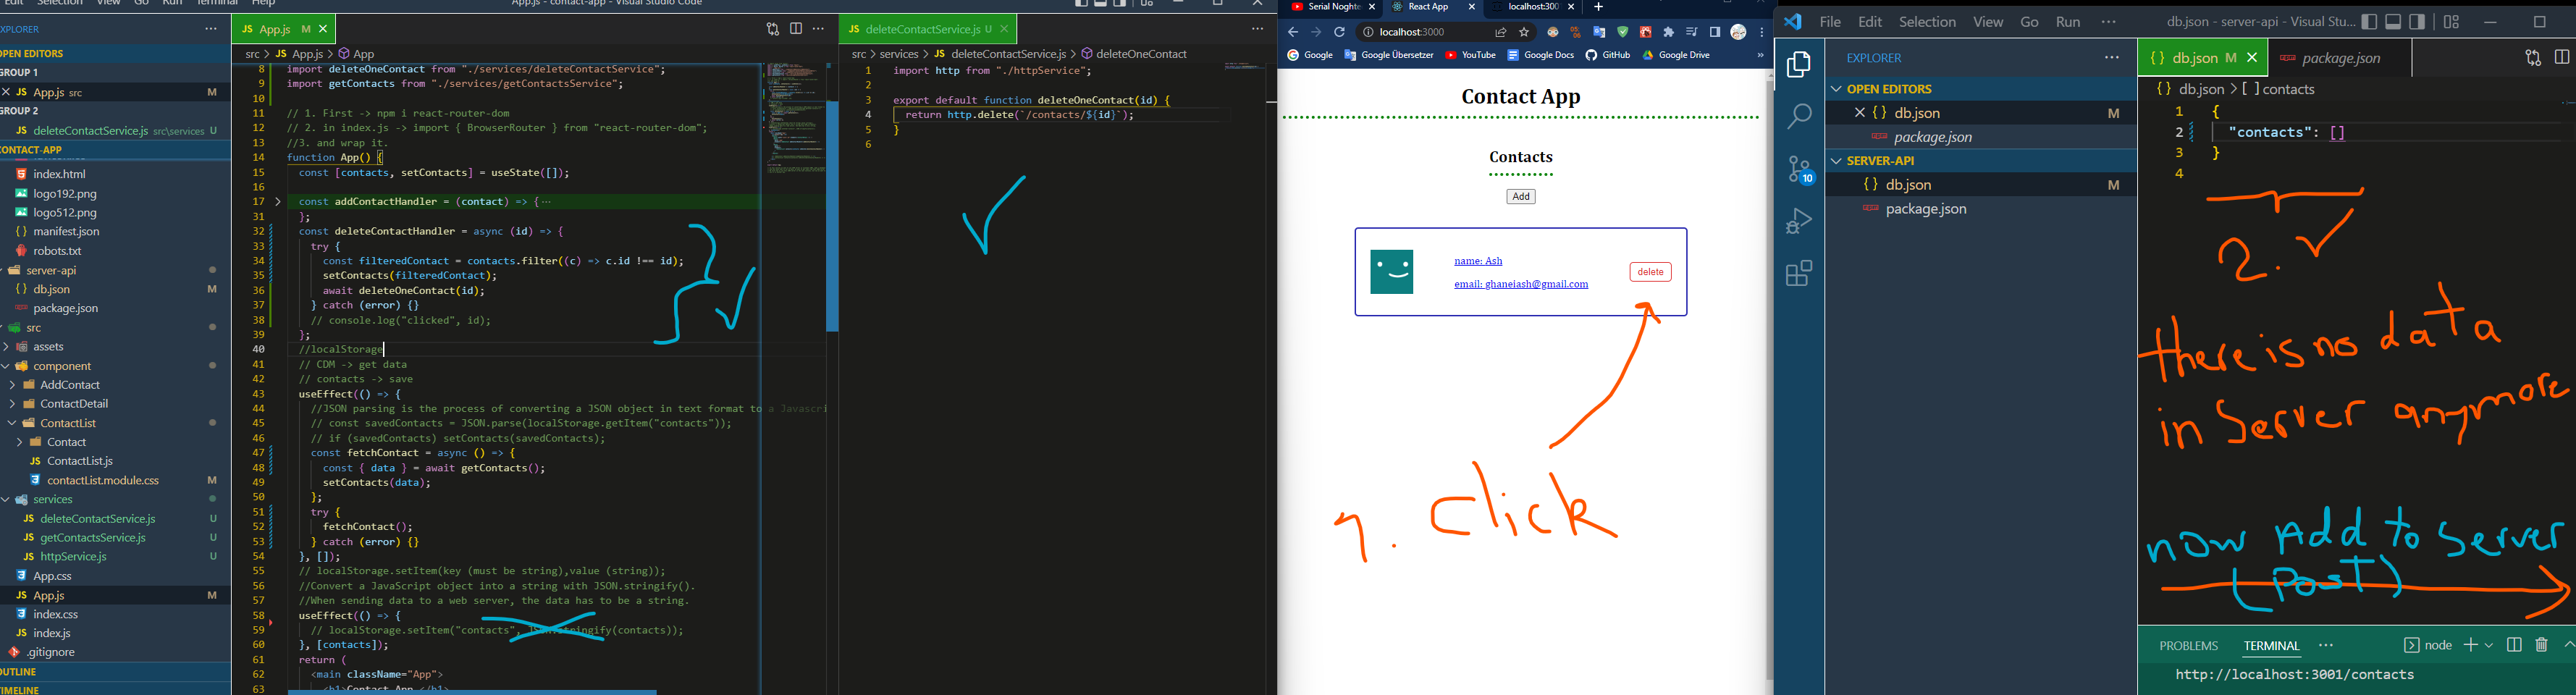 Edit Selection View Go Run Terminal Help
App.js - contact-app - Visual Studio Code
EXPLORER
OPEN EDITORS
GROUP 1
App.js src M
GROUP 2
deleteContactService.js src\services U
CONTACT-APP
index.html
logo192.png
logo512.png
manifest.json
robots.txt
server-api
db.json M
package.json
src
assets
component
AddContact
ContactDetail
ContactList
Contact
ContactList.js
contactList.module.css M
services
deleteContactService.js U
getContactsService.js U
httpService.js U
App.css
App.js M
index.css
index.js
.gitignore
OUTLINE
TIMELINE
App.js M
src > App.js > App
8 import deleteOneContact from "./services/deleteContactService";
9 import getContacts from "./services/getContactsService";
10
11 // 1. First -> npm i react-router-dom
12 // 2. in index.js -> import { BrowserRouter } from "react-router-dom";
13 //3. and wrap it.
14 function App() {
15 const [contacts, setContacts] = useState([]);
16
17 const addContactHandler = (contact) => {…
31 };
32 const deleteContactHandler = async (id) => {
33 try {
34 const filteredContact = contacts.filter((c) => c.id !== id);
35 setContacts(filteredContact);
36 await deleteOneContact(id);
37 } catch (error) {}
38 // console.log("clicked", id);
39 };
40 //localStorage
41 // CDM -> get data
42 // contacts -> save
43 useEffect(() => {
44 //JSON parsing is the process of converting a JSON object in text format to a Javascri
45 // const savedContacts = JSON.parse(localStorage.getItem("contacts"));
46 // if (savedContacts) setContacts(savedContacts);
47 const fetchContact = async () => {
48 const { data } = await getContacts();
49 setContacts(data);
50 };
51 try {
52 fetchContact();
53 } catch (error) {}
54 }, []);
55 // localStorage.setItem(key (must be string),value (string));
56 //Convert a JavaScript object into a string with JSON.stringify().
57 //When sending data to a web server, the data has to be a string.
58 useEffect(() => {
59 // localStorage.setItem("contacts", JSON.stringify(contacts));
60 }, [contacts]);
61 return (
62 <main className="App">
63 <h1>Contact App </h1>
deleteContactService.js U
src > services > deleteContactService.js > deleteOneContact
1 import http from "./httpService";
2
3 export default function deleteOneContact(id) {
4 return http.delete(`/contacts/${id}`);
5 }
6
Serial Noghte
React App
localhost:300
localhost:3000
Google
Google Übersetzer
YouTube
Google Docs
GitHub
Google Drive
Contact App
Contacts
Add
name: Ash
email: ghaneiash@gmail.com
delete
1. Click
File Edit Selection View Go Run
db.json - server-api - Visual Stu...
EXPLORER
OPEN EDITORS
db.json M
package.json
SERVER-API
db.json M
package.json
10
db.json M
package.json
db.json > [ ] contacts
1 {
2 "contacts": []
3 }
4
2.
there is no data
in Server anymore
now Add to Server
(Post)
PROBLEMS TERMINAL
node
http://localhost:3001/contacts